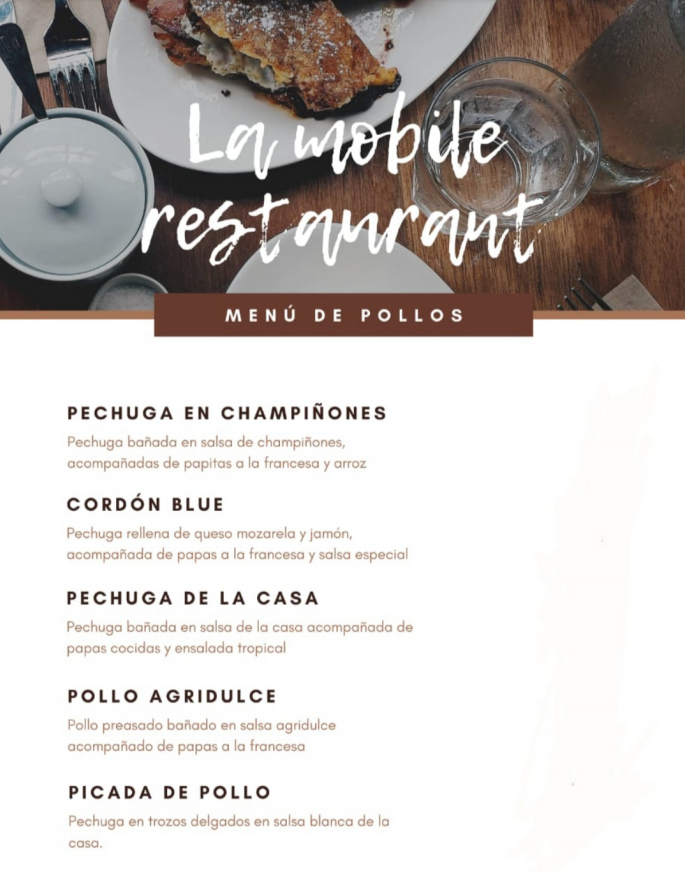 La mobile
restaurant
MENÚ DE POLLOS
PECHUGA EN CHAMPIÑONES
Pechuga bañada en salsa de champiñones,
acompañadas de papitas a la francesa y arroz
CORDÓN BLUE
Pechuga rellena de queso mozarela y jamón,
acompañada de papas a la francesa y salsa especial
PECHUGA DE LA CASA
Pechuga bañada en salsa de la casa acompañada de
papas cocidas y ensalada tropical
POLLO AGRIDULCE
Pollo preasado bañado en salsa agridulce
acompañado de papas a la francesa
PICADA DE POLLO
Pechuga en trozos delgados en salsa blanca de la
casa.